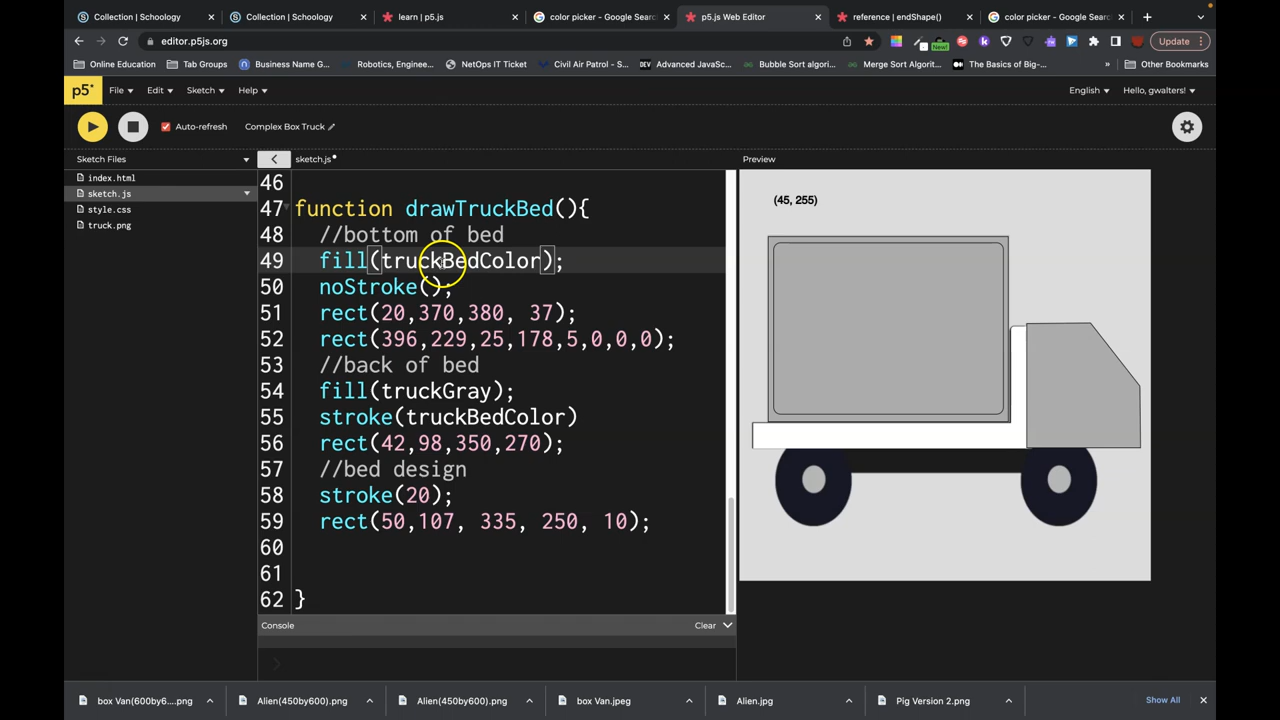 Collection | Schoology
Collection | Schoology
learn | p5.js
color picker - Google Search
p5.js Web Editor
reference | endShape()
color picker - Google Searc
editor.p5js.org
New!
Update
Online Education
Tab Groups
Business Name G...
Robotics, Enginee...
NetOps IT Ticket
Civil Air Patrol - S...
DEV
Advanced JavaSc...
Bubble Sort algori...
Merge Sort Algori...
The Basics of Big-...
»
Other Bookmarks
p5*
File
Edit
Sketch
Help
English
Hello, gwalters!
Auto-refresh
Complex Box Truck
Sketch Files
sketch.js
Preview
index.html
sketch.js
style.css
truck.png
46
47 function drawTruckBed(){
48 //bottom of bed
49 fill(truckBedColor);
50 noStroke();
51 rect(20,370,380, 37);
52 rect(396,229,25,178,5,0,0,0);
53 //back of bed
54 fill(truckGray);
55 stroke(truckBedColor)
56 rect(42,98,350,270);
57 //bed design
58 stroke(20);
59 rect(50,107, 335, 250, 10);
60
61
62 }
(45, 255)
Console
Clear
box Van(600by6....png
Alien(450by600).png
Alien(450by600).png
box Van.jpeg
Alien.jpg
Pig Version 2.png
Show All